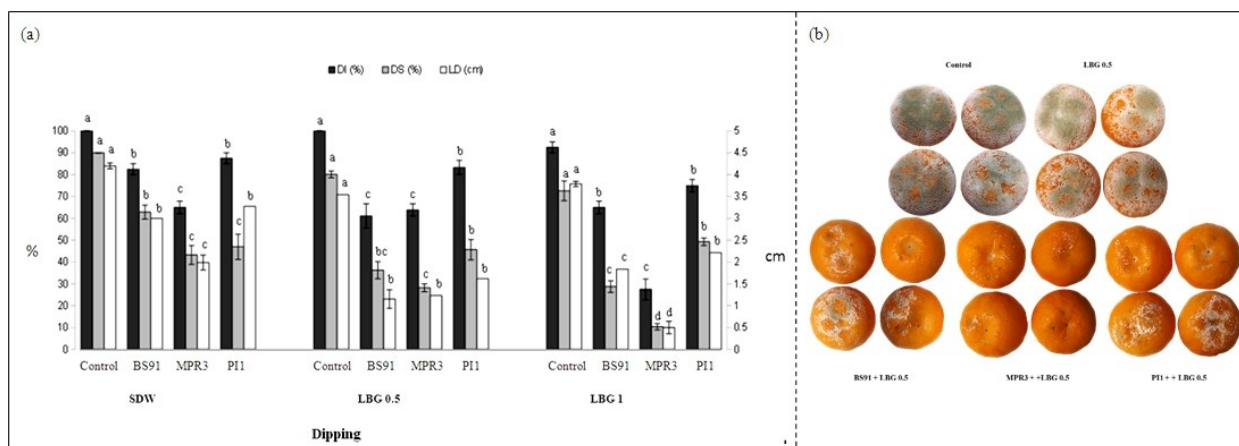 (a)
DI (%) DS (%) LD (cm)
a a a b b b c c c b c b
a a a b bc b c c b b b b
a a a b c b c d d b b b
100 90 80 70 60 50 40 30 20 10 0
%
5 4.5 4 3.5 3 2.5 2 1.5 1 0.5 0
cm
Control BS91 MPR3 PI1 Control BS91 MPR3 PI1 Control BS91 MPR3 PI1
SDW LBG 0.5 LBG 1
Dipping
(b)
Control LBG 0.5
BS91 + LBG 0.5 MPR3 + +LBG 0.5 PI1 + + LBG 0.5